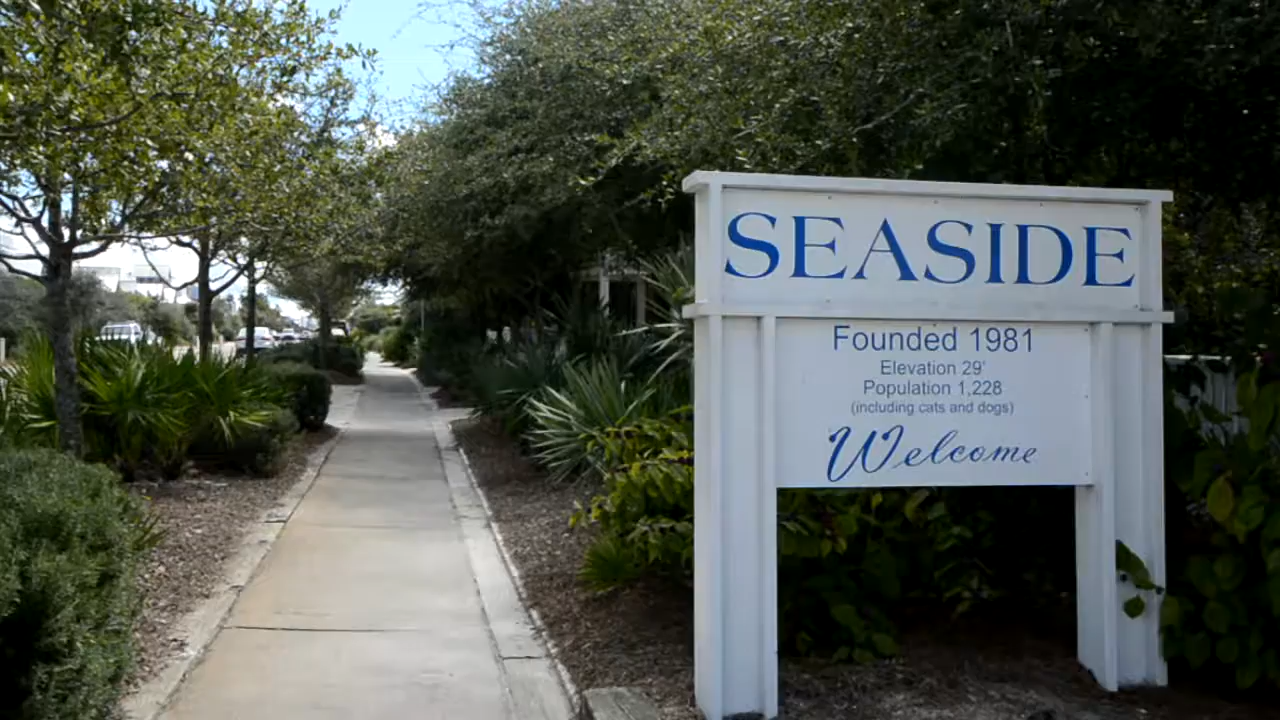 SEASIDE
Founded 1981
Elevation 29'
Population 1,228
(including cats and dogs)
Welcome